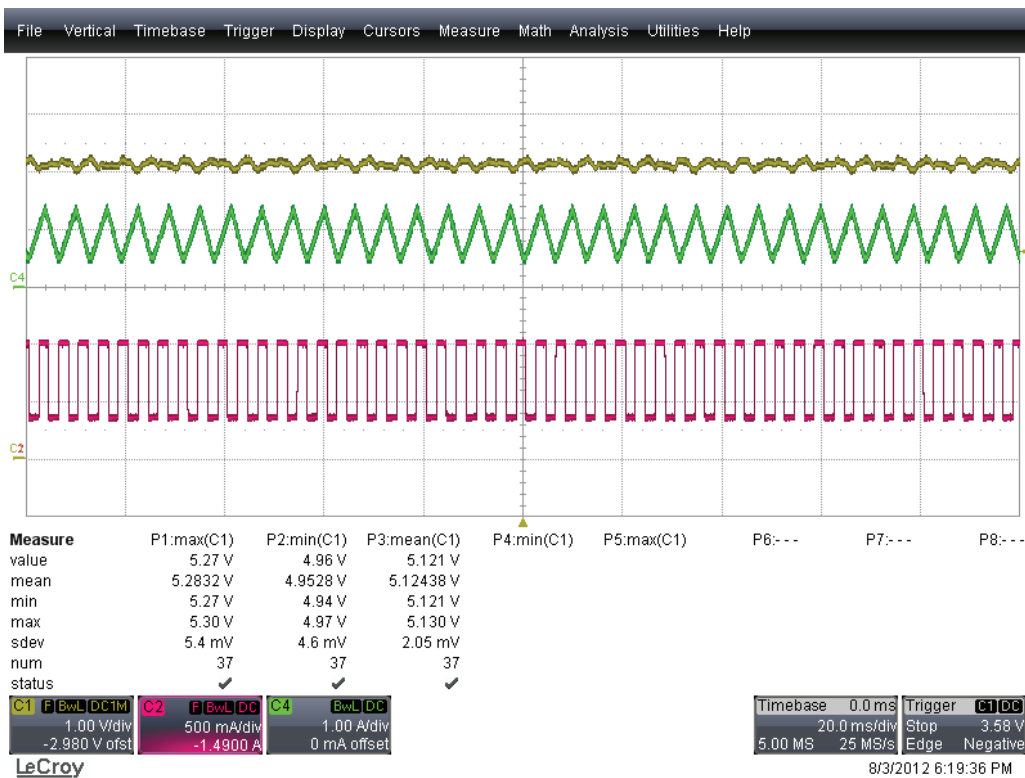 File Vertical Timebase Trigger Display Cursors Measure Math Analysis Utilities Help
C4
C2
Measure P1:max(C1) P2:min(C1) P3:mean(C1) P4:min(C1) P5:max(C1) P6:- - - P7:- - - P8:- - -
value 5.27 V 4.96 V 5.121 V
mean 5.2832 V 4.9528 V 5.12438 V
min 5.27 V 4.94 V 5.121 V
max 5.30 V 4.97 V 5.130 V
sdev 5.4 mV 4.6 mV 2.05 mV
num 37 37 37
status
C1 F BwL DC1M C2 F BwL DC C4 BwL DC Timebase 0.0 ms Trigger C1 DC
1.00 V/div 500 mA/div 1.00 A/div 20.0 ms/div Stop 3.58 V
-2.980 V ofst -1.4900 A 0 mA offset 5.00 MS 25 MS/s Edge Negative
LeCroy 8/3/2012 6:19:36 PM